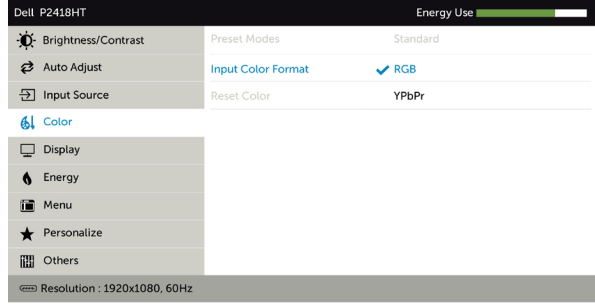 Dell P2418HT Energy Use
Brightness/Contrast Preset Modes Standard
Auto Adjust Input Color Format RGB
Input Source Reset Color YPbPr
Color
Display
Energy
Menu
Personalize
Others
Resolution : 1920x1080, 60Hz